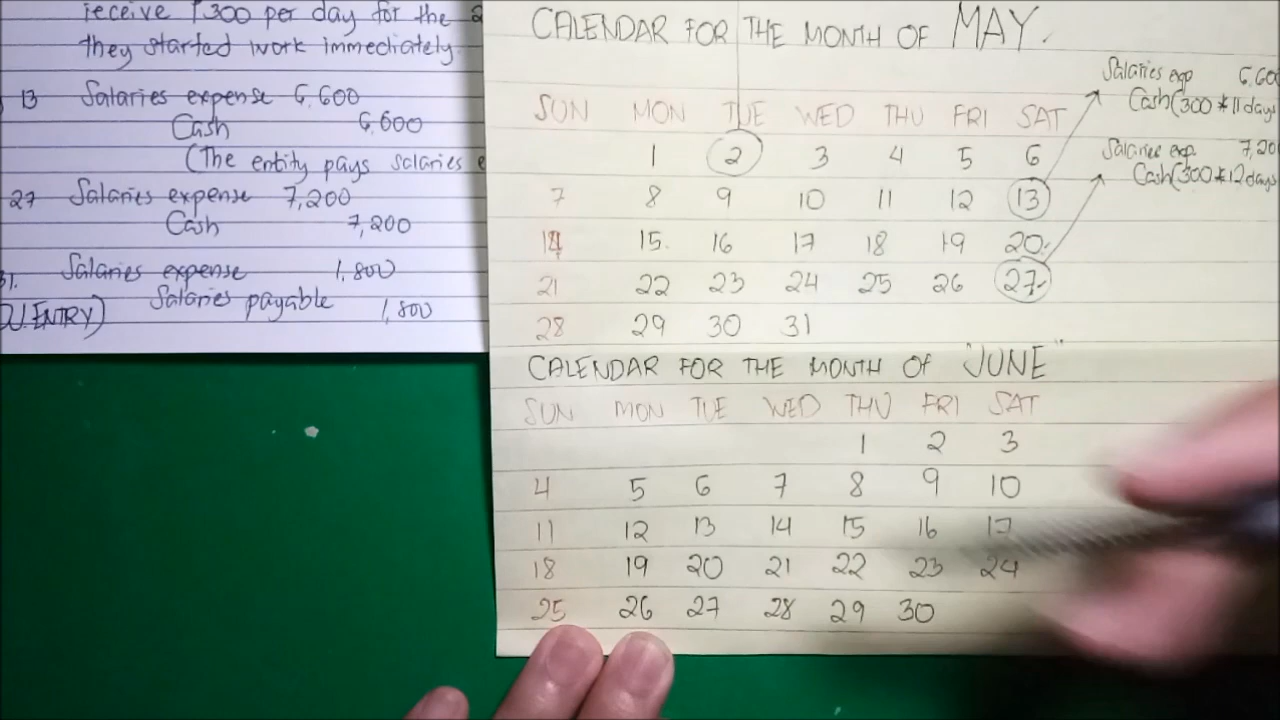 receive ₱300 per day for the
they started work immediately
13 Salaries expense 6,600
Cash 6,600
(The entity pays salaries
27 Salaries expense 7,200
Cash 7,200
31. Salaries expense 1,800
ENTRY) Salaries payable 1,800
CALENDAR FOR THE MONTH OF MAY.
SUN MON TUE WED THU FRI SAT
1 2 3 4 5 6
7 8 9 10 11 12 13
14 15. 16 17 18 19 20.
21 22 23 24 25 26 27.
28 29 30 31
Salaries exp 6,600
Cash(300 * 11 days
Salaries exp. 7,20
Cash(300 * 12 days
CALENDAR FOR THE MONTH OF "JUNE"
SUN MON TUE WED THU FRI SAT
1 2 3
4 5 6 7 8 9 10
11 12 13 14 15 16 17
18 19 20 21 22 23 24
25 26 27 28 29 30